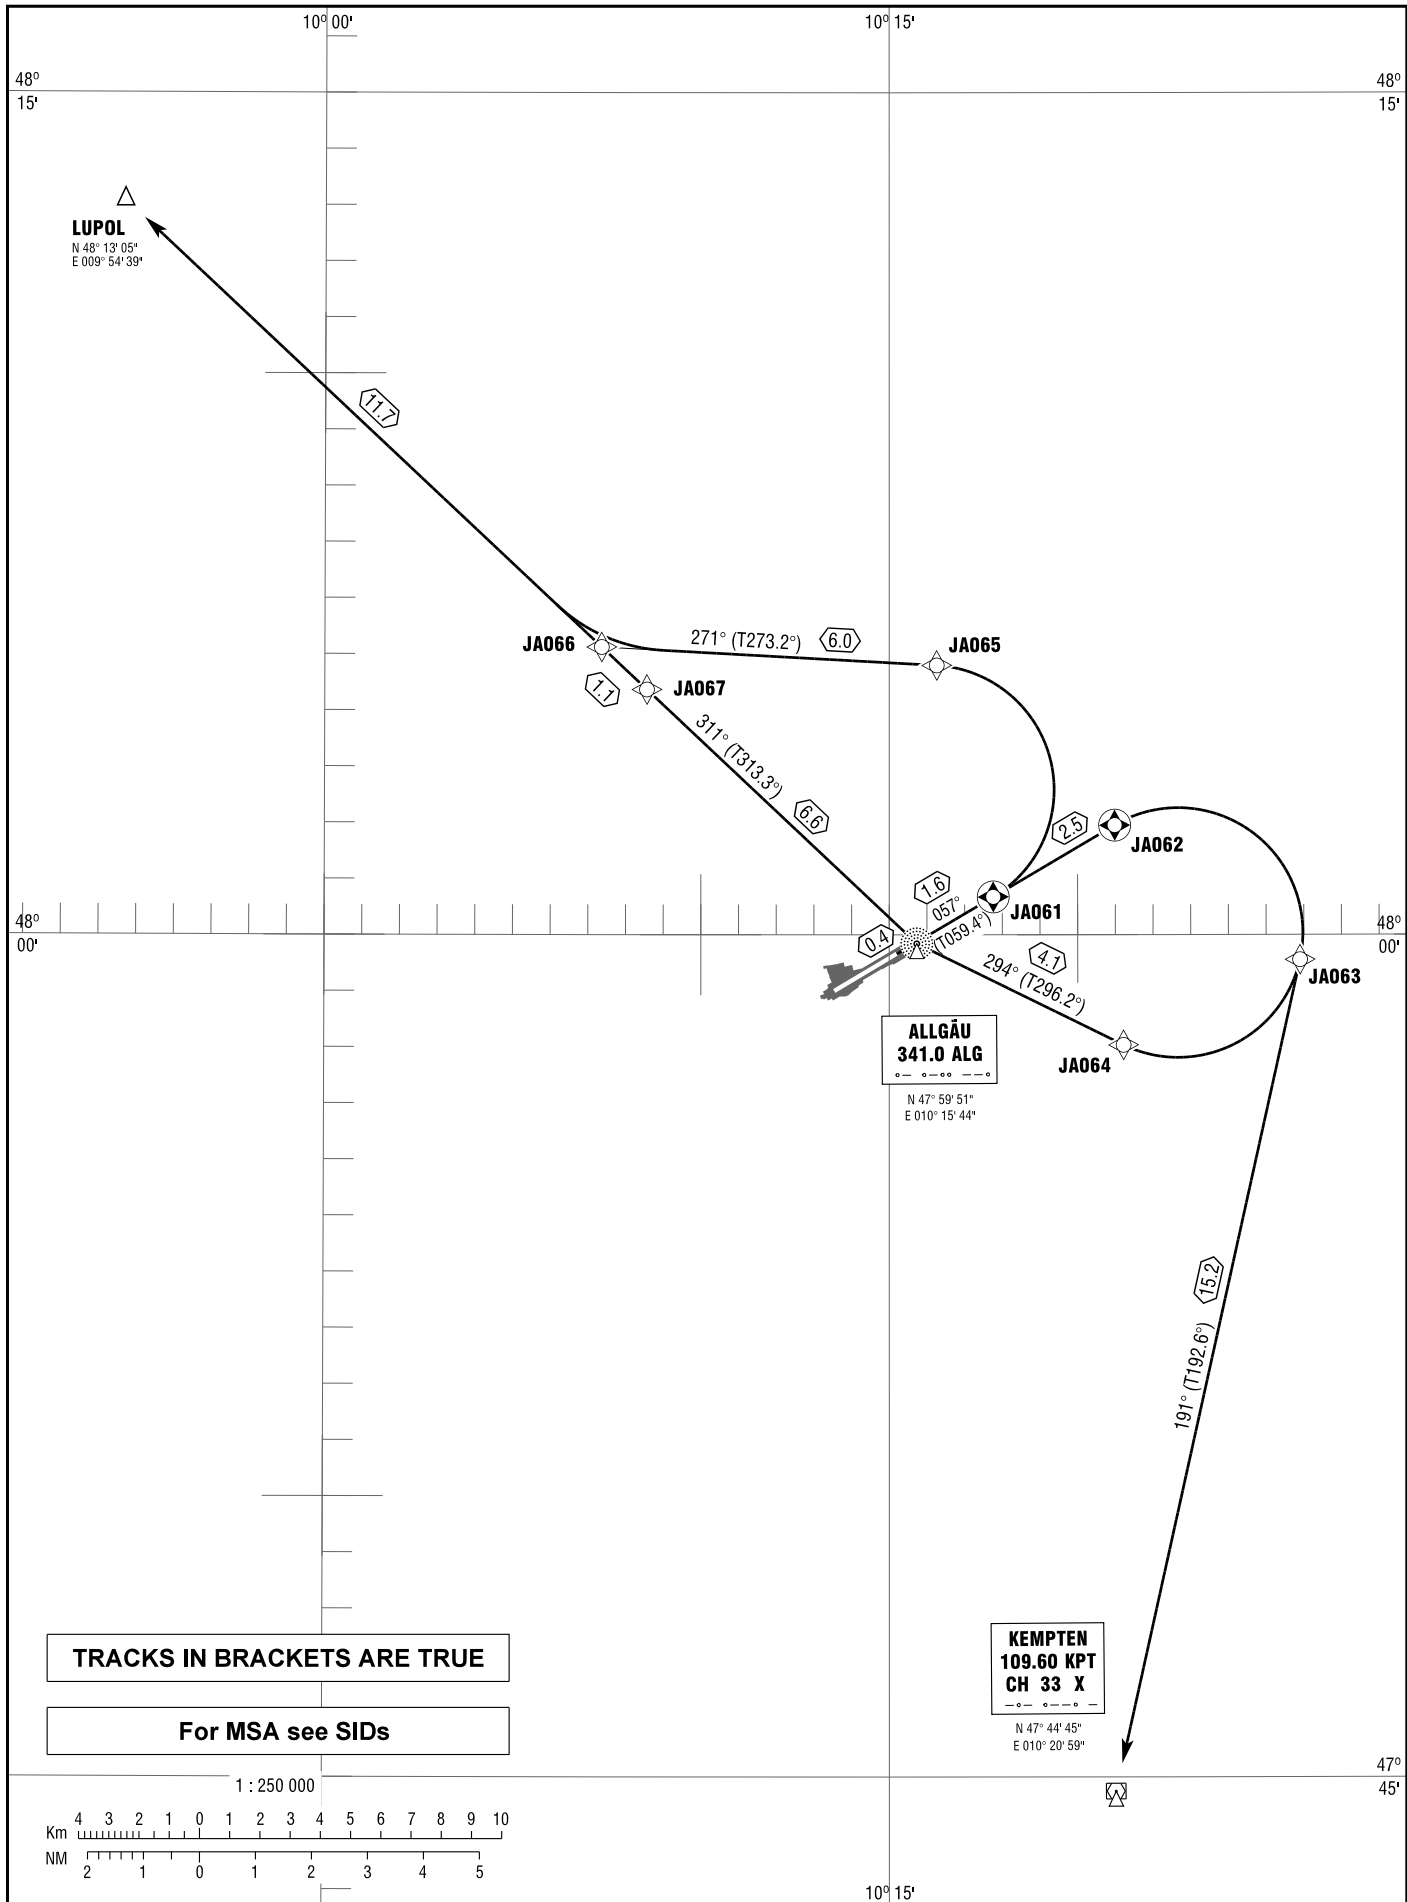 10° 00'
10° 15'
48°
15'
48°
15'
LUPOL
N 48° 13' 05"
E 009° 54' 39"
11.7
271° (T273.2°)
6.0
JA065
JA066
1.1
JA067
311° (T313.3°)
6.6
2.5
JA062
1.6
057°
(T059.4°)
JA061
48°
00'
48°
00'
0.4
4.1
294° (T296.2°)
JA063
JA064
ALLGÄU
341.0 ALG
N 47° 59' 51"
E 010° 15' 44"
15.2
191° (T192.6°)
KEMPTEN
109.60 KPT
CH 33 X
N 47° 44' 45"
E 010° 20' 59"
TRACKS IN BRACKETS ARE TRUE
For MSA see SIDs
47°
45'
1 : 250 000
4 3 2 1 0 1 2 3 4 5 6 7 8 9 10
Km
NM
2 1 0 1 2 3 4 5
10° 15'